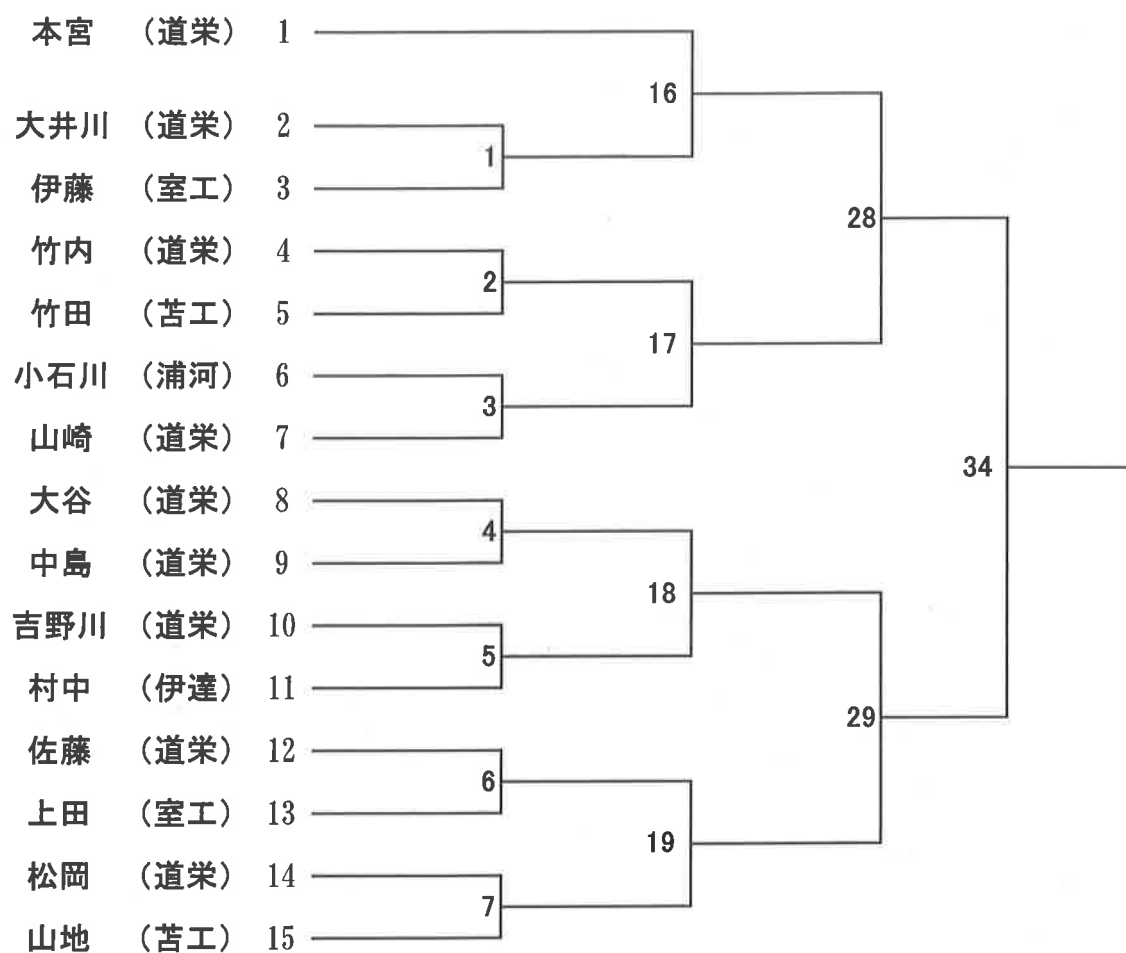 本宮 （道栄） 1
16
大井川 （道栄） 2
1
伊藤 （室工） 3
28
竹内 （道栄） 4
2
竹田 （苫工） 5
17
小石川 （浦河） 6
3
山崎 （道栄） 7
34
大谷 （道栄） 8
4
中島 （道栄） 9
18
吉野川 （道栄） 10
5
村中 （伊達） 11
29
佐藤 （道栄） 12
6
上田 （室工） 13
19
松岡 （道栄） 14
7
山地 （苫工） 15